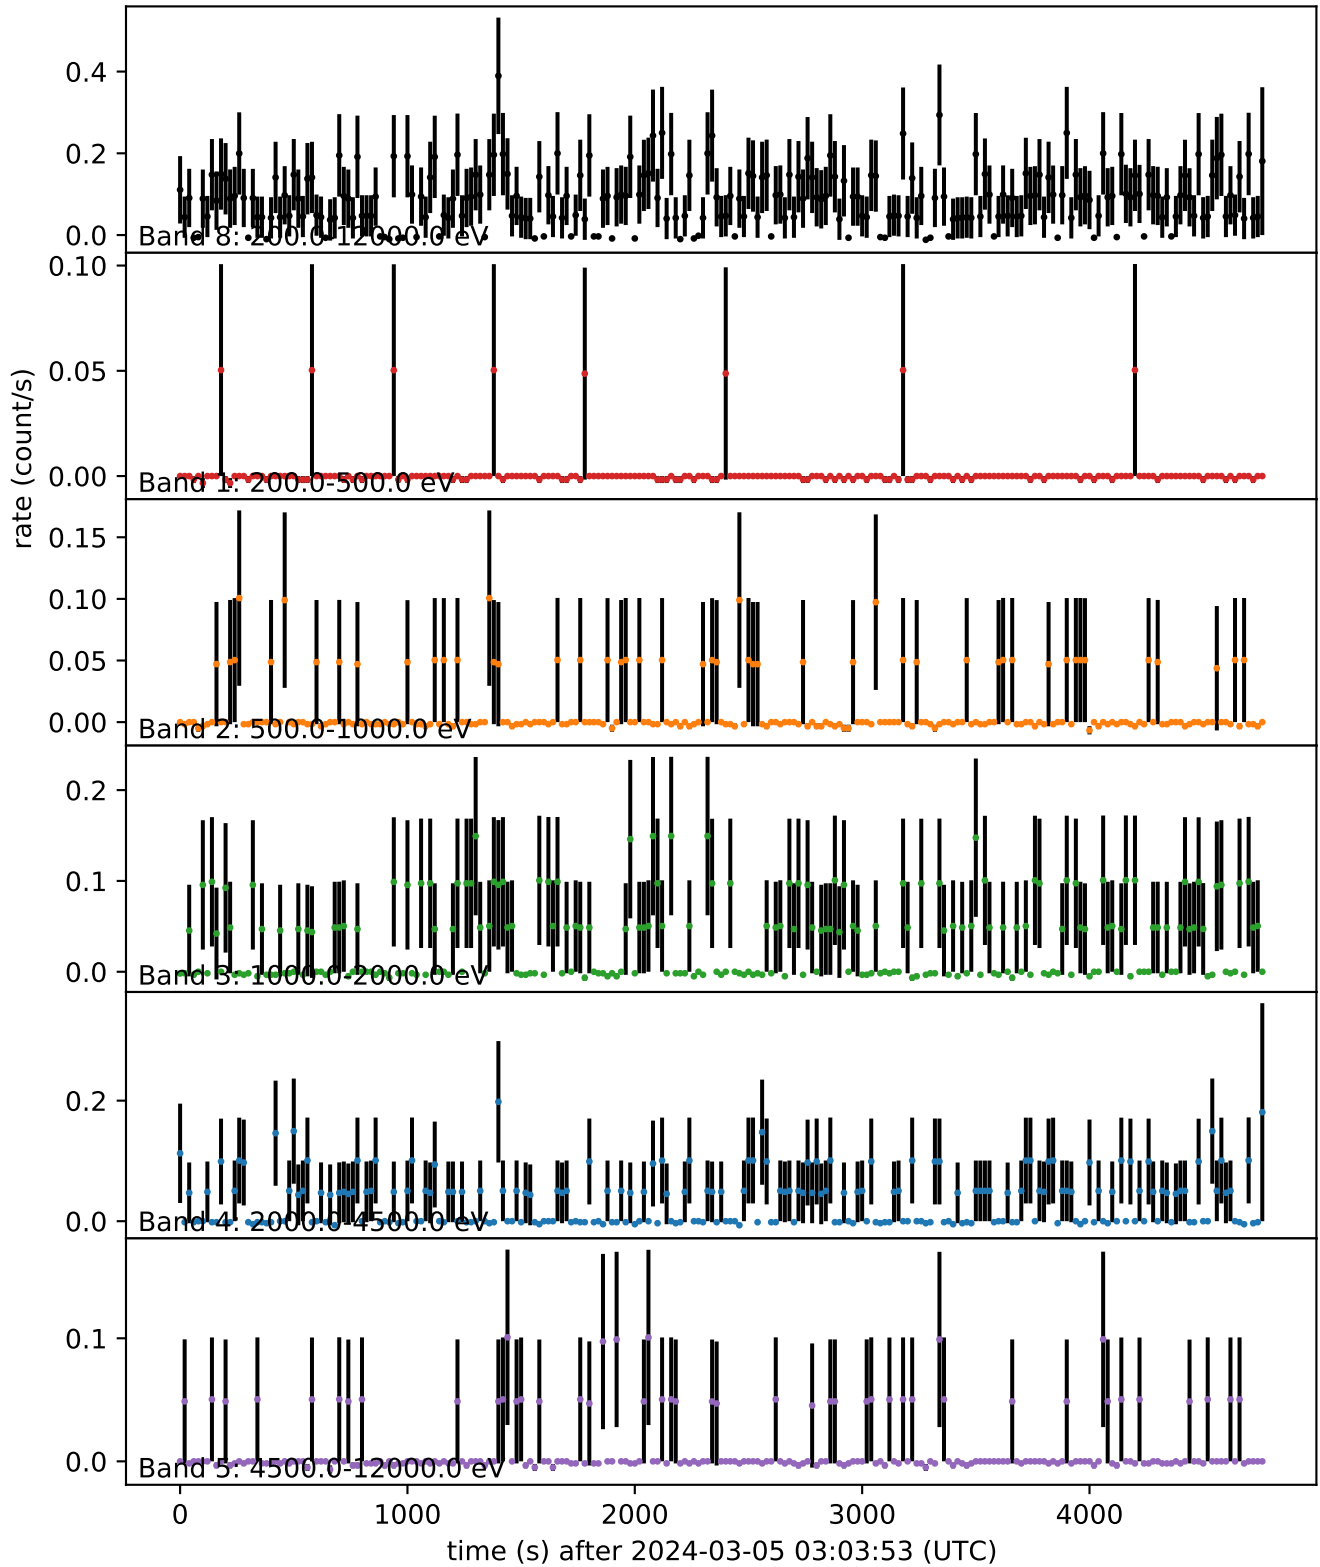 0.4
0.2
0.0
Band 8: 200.0-12000.0 eV
0.10
0.05
0.00
Band 1: 200.0-500.0 eV
rate (count/s)
0.15
0.10
0.05
0.00
Band 2: 500.0-1000.0 eV
0.2
0.1
0.0
Band 3: 1000.0-2000.0 eV
0.2
0.0
Band 4: 2000.0-4500.0 eV
0.1
0.0
Band 5: 4500.0-12000.0 eV
0 1000 2000 3000 4000
time (s) after 2024-03-05 03:03:53 (UTC)